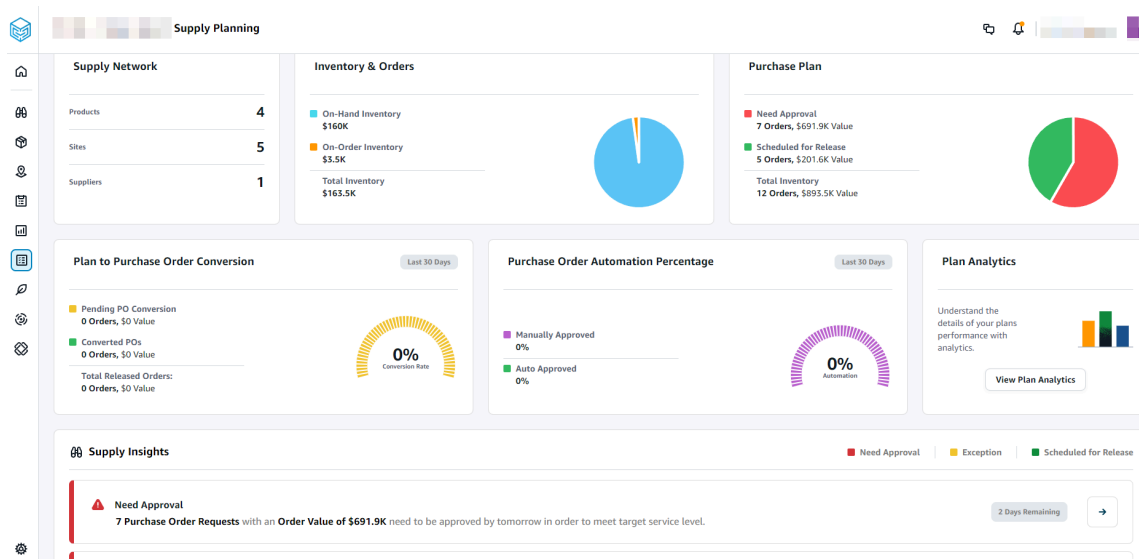 Supply Planning
Supply Network
Products 4
Sites 5
Suppliers 1
Inventory & Orders
On-Hand Inventory
$160K
On-Order Inventory
$3.5K
Total Inventory
$163.5K
Purchase Plan
Need Approval
7 Orders, $691.9K Value
Scheduled for Release
5 Orders, $201.6K Value
Total Inventory
12 Orders, $893.5K Value
Plan to Purchase Order Conversion
Last 30 Days
Pending PO Conversion
0 Orders, $0 Value
Converted POs
0 Orders, $0 Value
Total Released Orders:
0 Orders, $0 Value
0%
Conversion Rate
Purchase Order Automation Percentage
Last 30 Days
Manually Approved
0%
Auto Approved
0%
0%
Automation
Plan Analytics
Understand the
details of your plans
performance with
analytics.
View Plan Analytics
Supply Insights
Need Approval
Exception
Scheduled for Release
Need Approval
7 Purchase Order Requests with an Order Value of $691.9K need to be approved by tomorrow in order to meet target service level.
2 Days Remaining